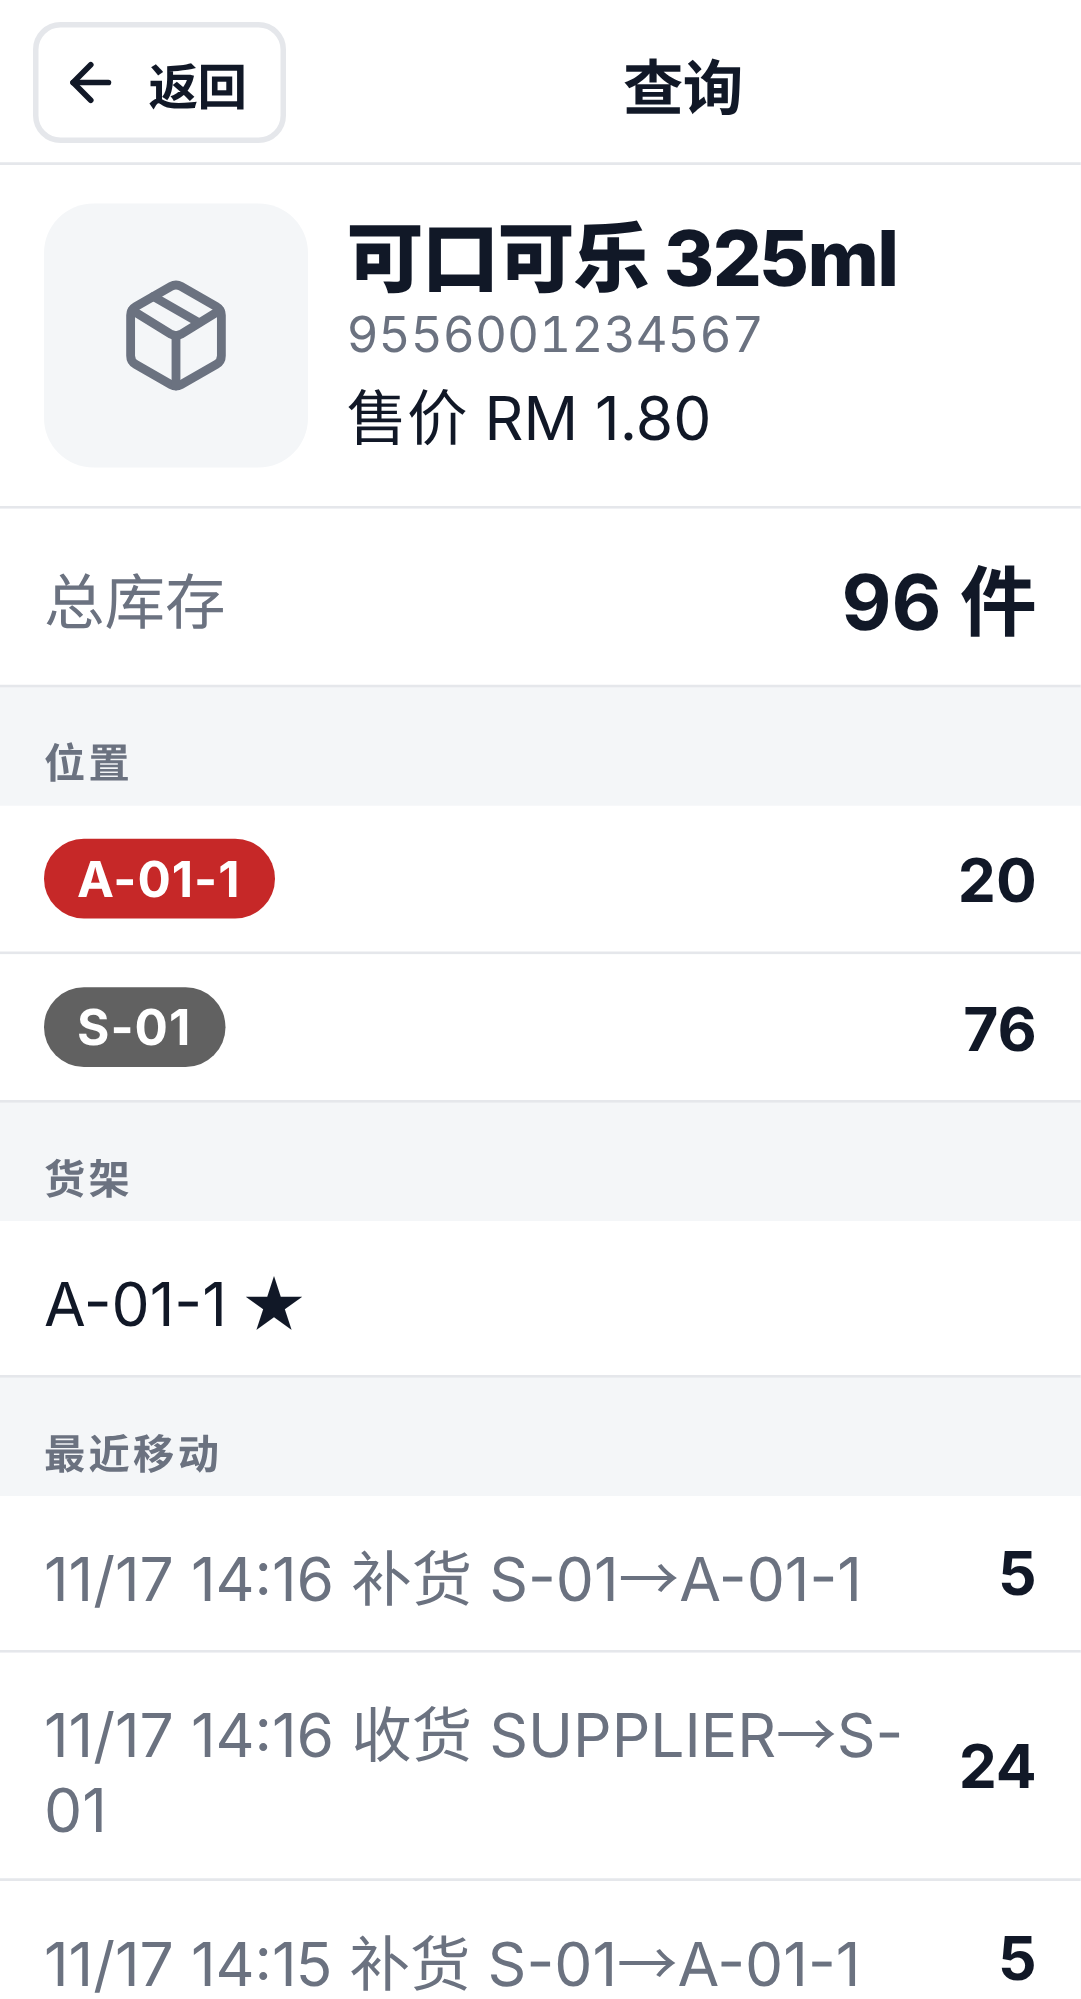 返回
查询
可口可乐 325ml
9556001234567
售价 RM 1.80
总库存
96 件
位置
A-01-1
20
S-01
76
货架
A-01-1 ★
最近移动
11/17 14:16 补货 S-01→A-01-1
5
11/17 14:16 收货 SUPPLIER→S-
01
24
11/17 14:15 补货 S-01→A-01-1
5